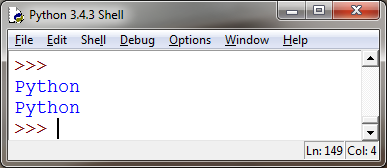 Python 3.4.3 Shell
File Edit Shell Debug Options Window Help
>>>
Python
Python
>>>
Ln: 149 Col: 4